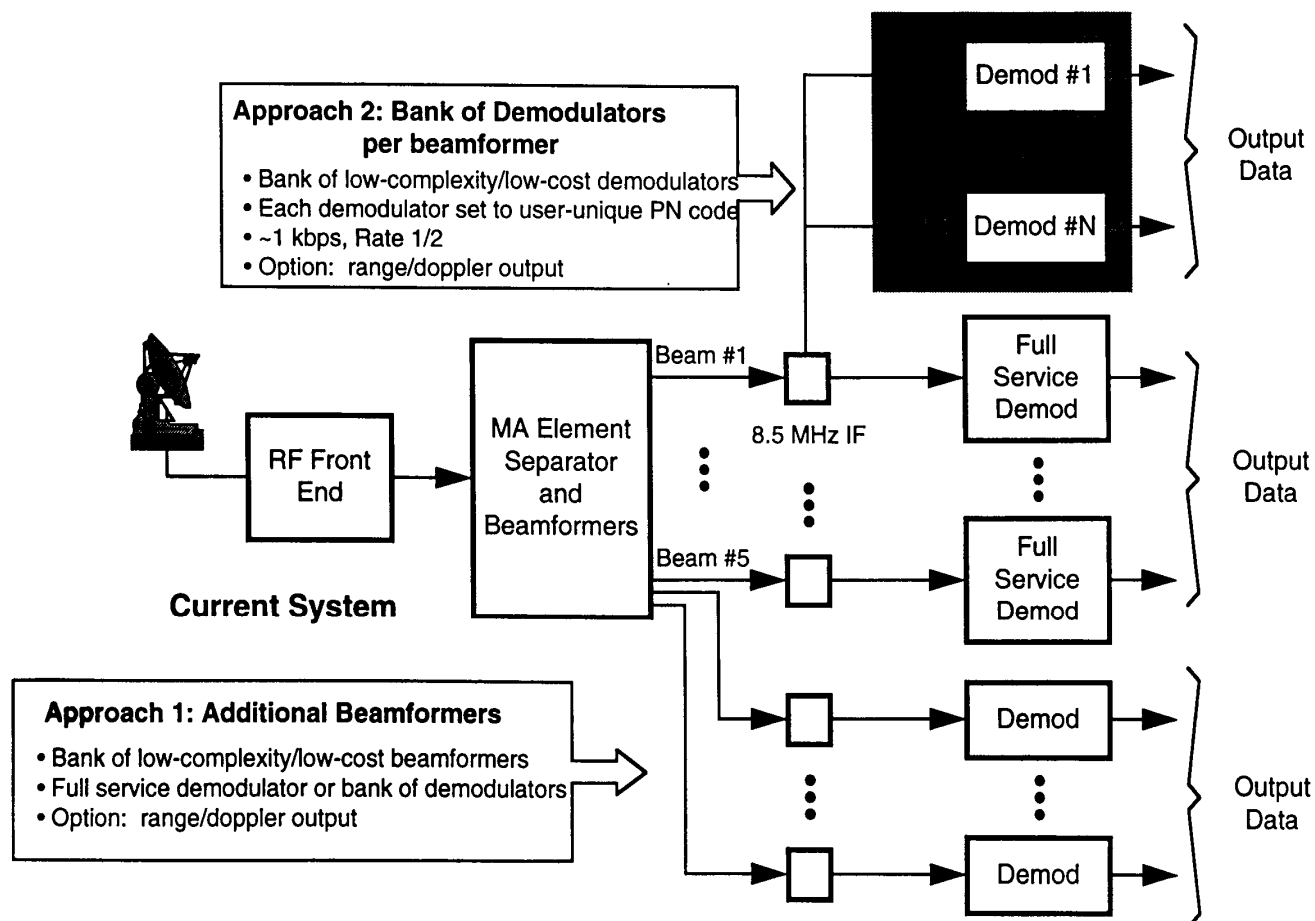 Approach 2: Bank of Demodulators
per beamformer
• Bank of low-complexity/low-cost demodulators
• Each demodulator set to user-unique PN code
• ~1 kbps, Rate 1/2
• Option: range/doppler output
Demod #1
Demod #N
Output
Data
RF Front
End
MA Element
Separator
and
Beamformers
Beam #1
8.5 MHz IF
Full
Service
Demod
Beam #5
Full
Service
Demod
Output
Data
Current System
Approach 1: Additional Beamformers
• Bank of low-complexity/low-cost beamformers
• Full service demodulator or bank of demodulators
• Option: range/doppler output
Demod
Demod
Output
Data